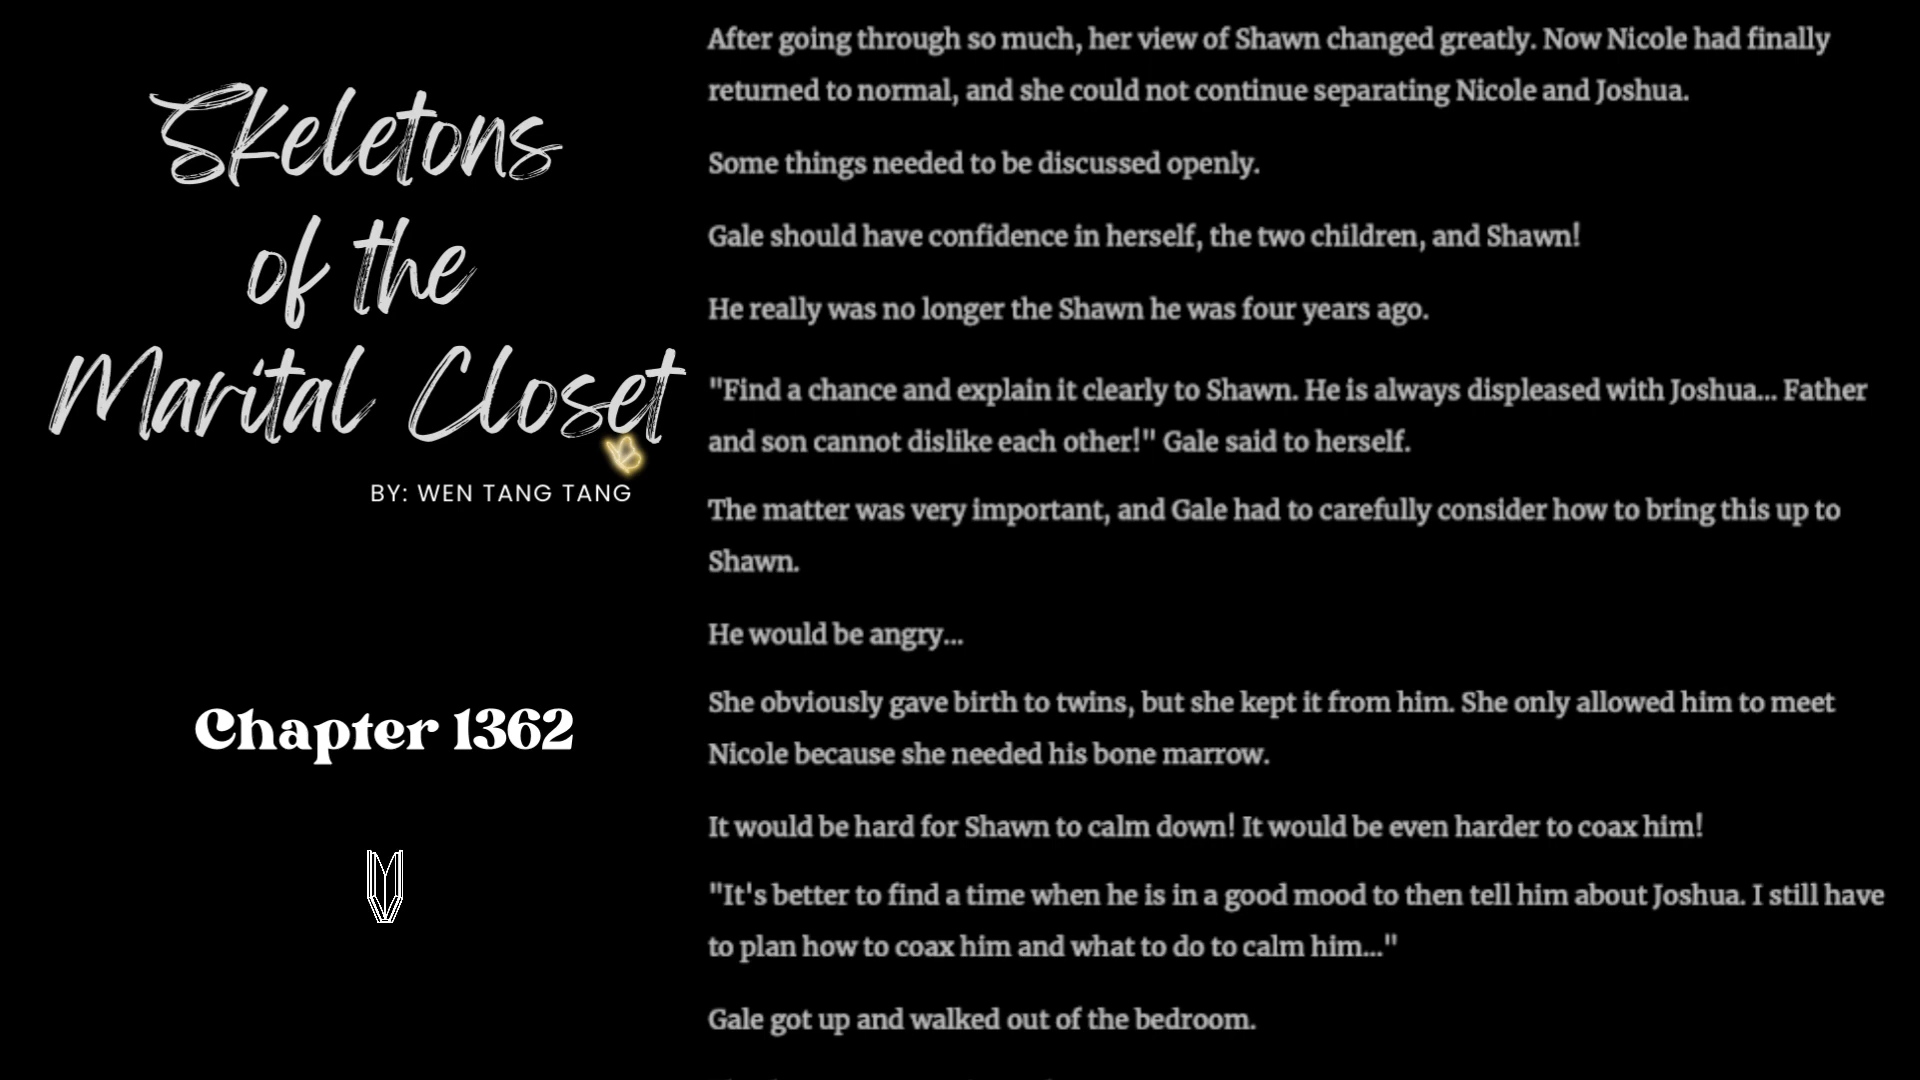 Skeletons
of the
Marital Closet
BY: WEN TANG TANG
Chapter 1362
After going through so much, her view of Shawn changed greatly. Now Nicole had finally
returned to normal, and she could not continue separating Nicole and Joshua.
Some things needed to be discussed openly.
Gale should have confidence in herself, the two children, and Shawn!
He really was no longer the Shawn he was four years ago.
"Find a chance and explain it clearly to Shawn. He is always displeased with Joshua... Father
and son cannot dislike each other!" Gale said to herself.
The matter was very important, and Gale had to carefully consider how to bring this up to
Shawn.
He would be angry...
She obviously gave birth to twins, but she kept it from him. She only allowed him to meet
Nicole because she needed his bone marrow.
It would be hard for Shawn to calm down! It would be even harder to coax him!
"It's better to find a time when he is in a good mood to then tell him about Joshua. I still have
to plan how to coax him and what to do to calm him..."
Gale got up and walked out of the bedroom.